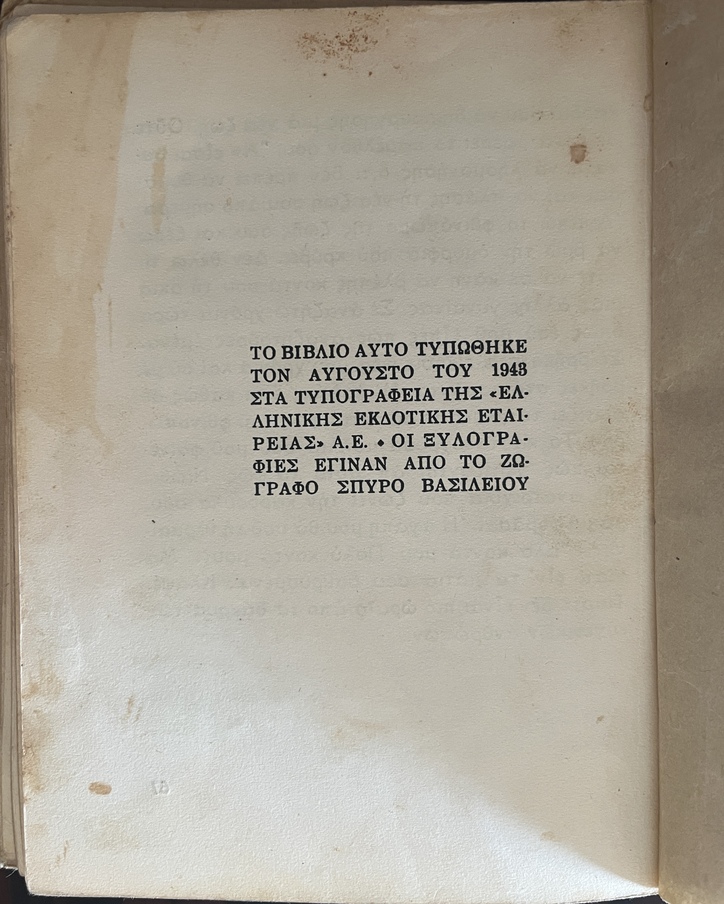 ΤΟ ΒΙΒΛΙΟ ΑΥΤΟ ΤΥΠΩΘΗΚΕ
ΤΟΝ ΑΥΓΟΥΣΤΟ ΤΟΥ 1943
ΣΤΑ ΤΥΠΟΓΡΑΦΕΙΑ ΤΗΣ «ΕΛ-
ΛΗΝΙΚΗΣ ΕΚΔΟΤΙΚΗΣ ΕΤΑΙ-
ΡΕΙΑΣ» Α.Ε. • ΟΙ ΞΥΛΟΓΡΑ-
ΦΙΕΣ ΕΓΙΝΑΝ ΑΠΟ ΤΟ ΖΩ-
ΓΡΑΦΟ ΣΠΥΡΟ ΒΑΣΙΛΕΙΟΥ